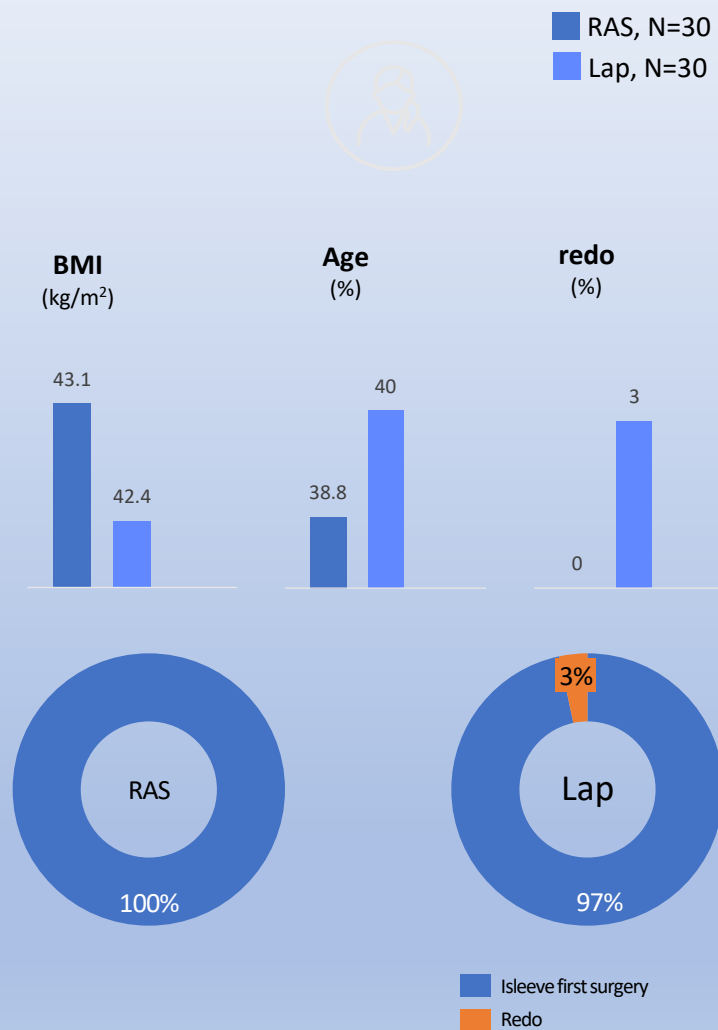 RAS, N=30
Lap, N=30
BMI
(kg/m²)
Age
(%)
redo
(%)
43.1
42.4
38.8
40
0
3
RAS
100%
3%
Lap
97%
Isleeve first surgery
Redo